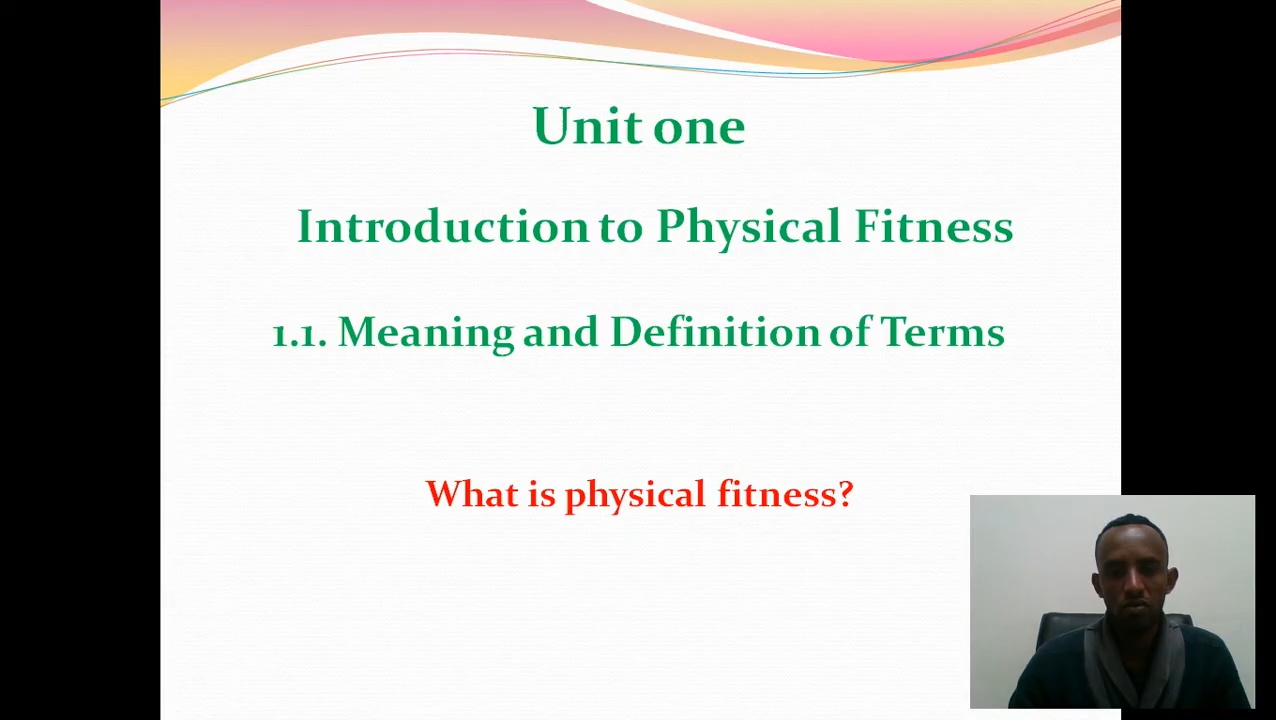 Unit one
Introduction to Physical Fitness
1.1. Meaning and Definition of Terms
What is physical fitness?